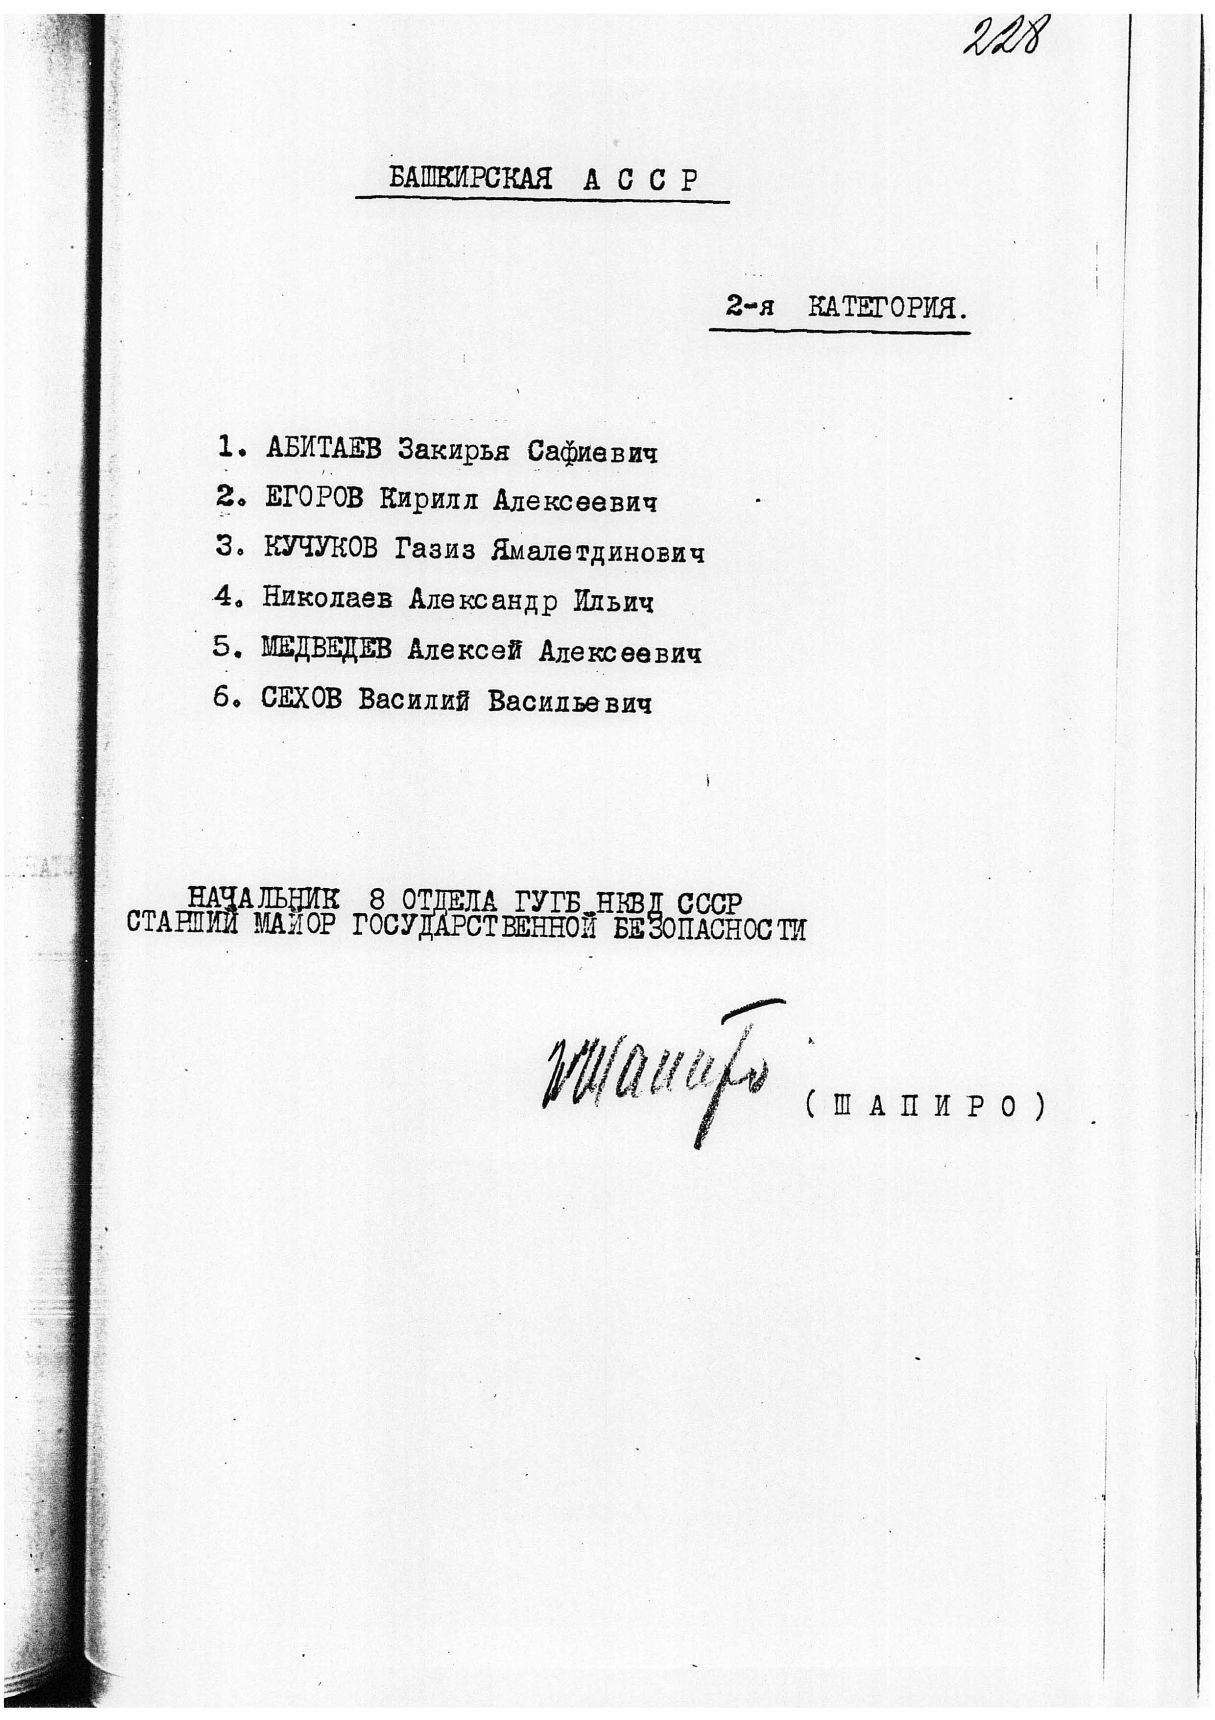 228
БАШКИРСКАЯ А С С Р
2-я КАТЕГОРИЯ.
1. АБИТАЕВ Закирья Сафиевич
2. ЕГОРОВ Кирилл Алексеевич
3. КУЧУКОВ Газиз Ямалетдинович
4. Николаев Александр Ильич
5. МЕДВЕДЕВ Алексей Алексеевич
6. СЕХОВ Василий Васильевич
НАЧАЛЬНИК 8 ОТДЕЛА ГУГБ НКВД СССР
СТАРШИЙ МАЙОР ГОСУДАРСТВЕННОЙ БЕЗОПАСНОСТИ
Шапиро
( Ш А П И Р О )